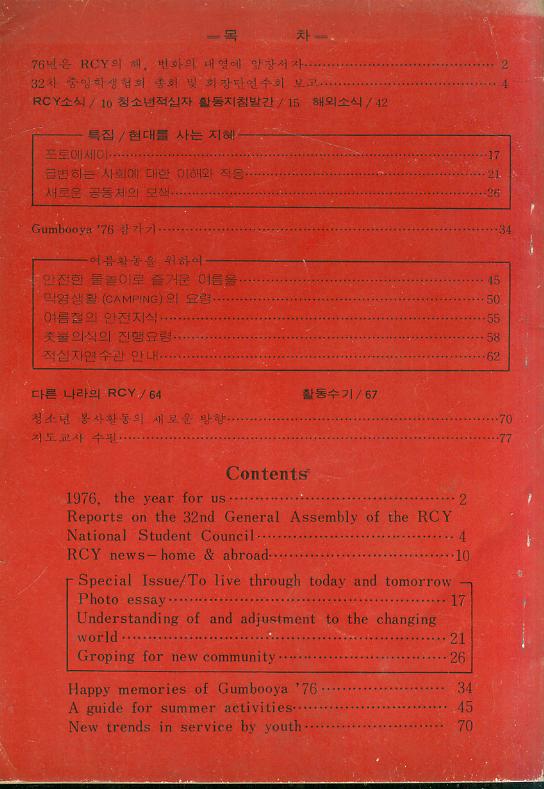 =목 차=
76년은 RCY의 해, 변화의 대열에 앞장서자 2
32차 중앙학생협회 총회 및 회장단연수회 보고 4
RCY소식/10 청소년적십자 활동지침발간/15 해외소식/42
특집/현대를 사는 지혜
포토에세이 17
급변하는 사회에 대한 이해와 적응 21
새로운 공동체의 모색 26
Gumbooya '76 참가기 34
여름활동을 위하여
안전한 물놀이로 즐거운 여름을 45
막영생활(CAMPING)의 요령 50
여름철의 안전지식 55
촛불의식의 진행요령 58
적십자연수관 안내 62
다른 나라의 RCY/64 활동수기/67
청소년 봉사활동의 새로운 방향 70
지도교사 수필 77
Contents
1976, the year for us 2
Reports on the 32nd General Assembly of the RCY
National Student Council 4
RCY news—home & abroad 10
Special Issue/To live through today and tomorrow
Photo essay 17
Understanding of and adjustment to the changing
world 21
Groping for new community 26
Happy memories of Gumbooya '76 34
A guide for summer activities 45
New trends in service by youth 70